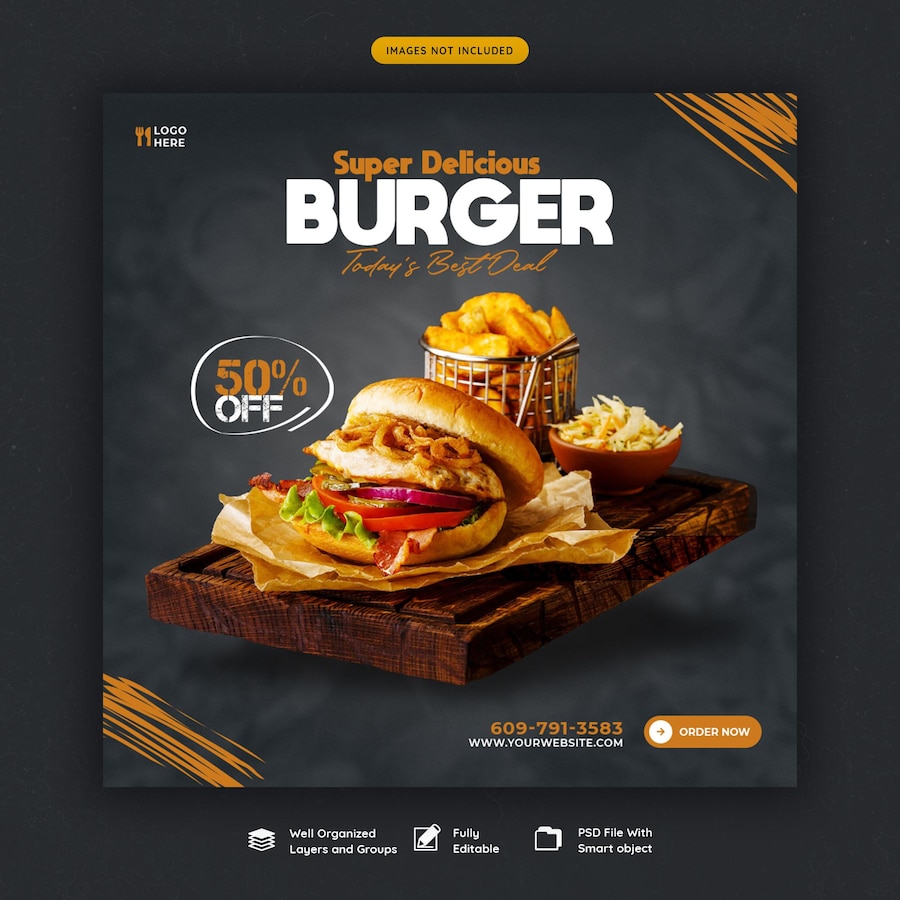 IMAGES NOT INCLUDED
LOGO
HERE
Super Delicious
BURGER
Today's Best Deal
50%
OFF
609-791-3583
WWW.YOURWEBSITE.COM
ORDER NOW
Well Organized
Layers and Groups
Fully
Editable
PSD File With
Smart object